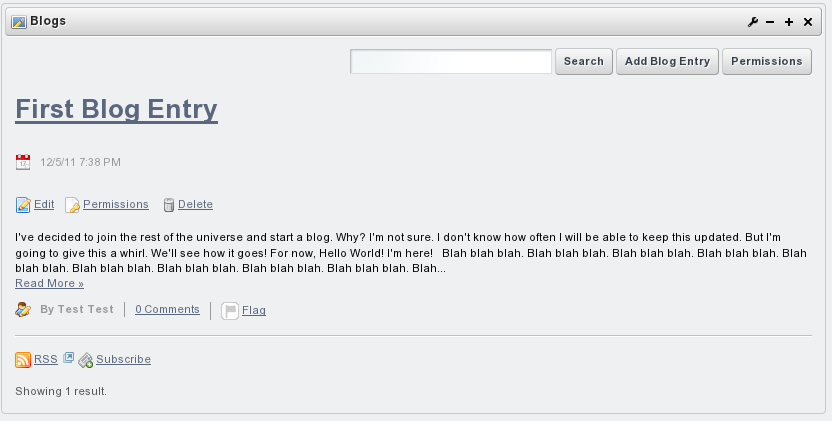 Blogs
Search Add Blog Entry Permissions
First Blog Entry
12/5/11 7:38 PM
Edit Permissions Delete
I've decided to join the rest of the universe and start a blog. Why? I'm not sure. I don't know how often I will be able to keep this updated. But I'm
going to give this a whirl. We'll see how it goes! For now, Hello World! I'm here! Blah blah blah. Blah blah blah. Blah blah blah. Blah blah blah. Blah
blah blah. Blah blah blah. Blah blah blah. Blah blah blah. Blah blah blah. Blah...
Read More »
By Test Test 0 Comments Flag
RSS Subscribe
Showing 1 result.